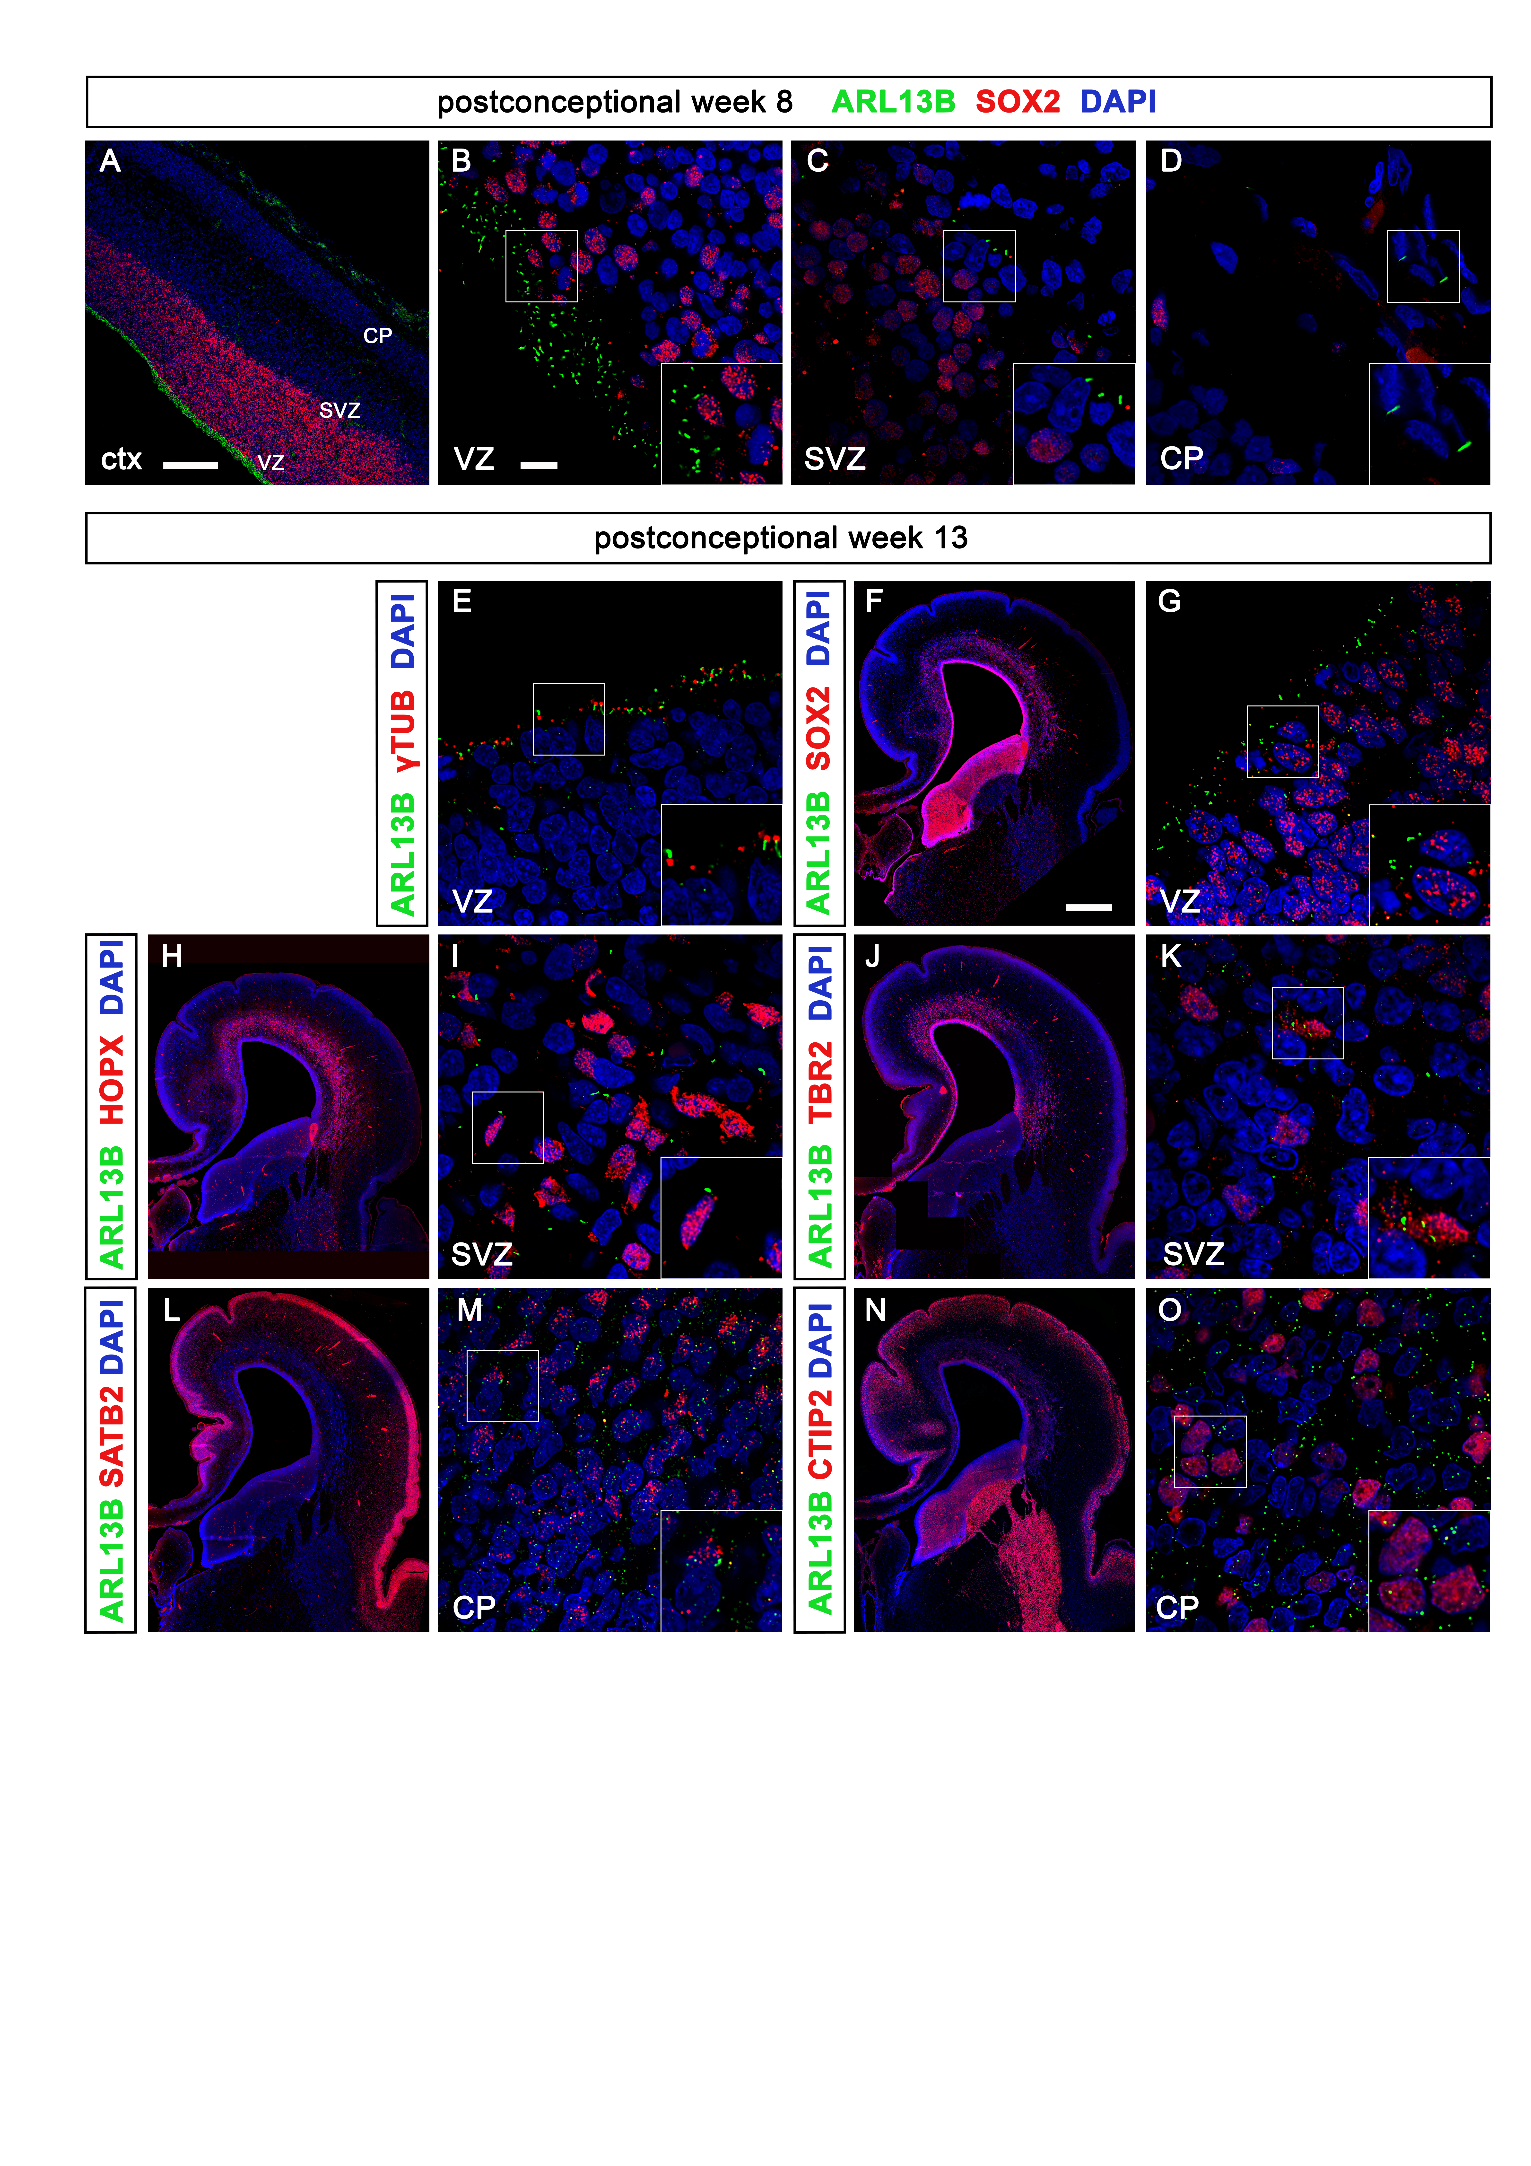 postconceptional week 8 ARL13B SOX2 DAPI
A
CP
SVZ
VZ
ctx
B
VZ
C
SVZ
D
CP
postconceptional week 13
ARL13B γTUB DAPI
E
VZ
ARL13B SOX2 DAPI
F
G
VZ
ARL13B HOPX DAPI
H
I
SVZ
ARL13B TBR2 DAPI
J
K
SVZ
ARL13B SATB2 DAPI
L
M
CP
ARL13B CTIP2 DAPI
N
O
CP